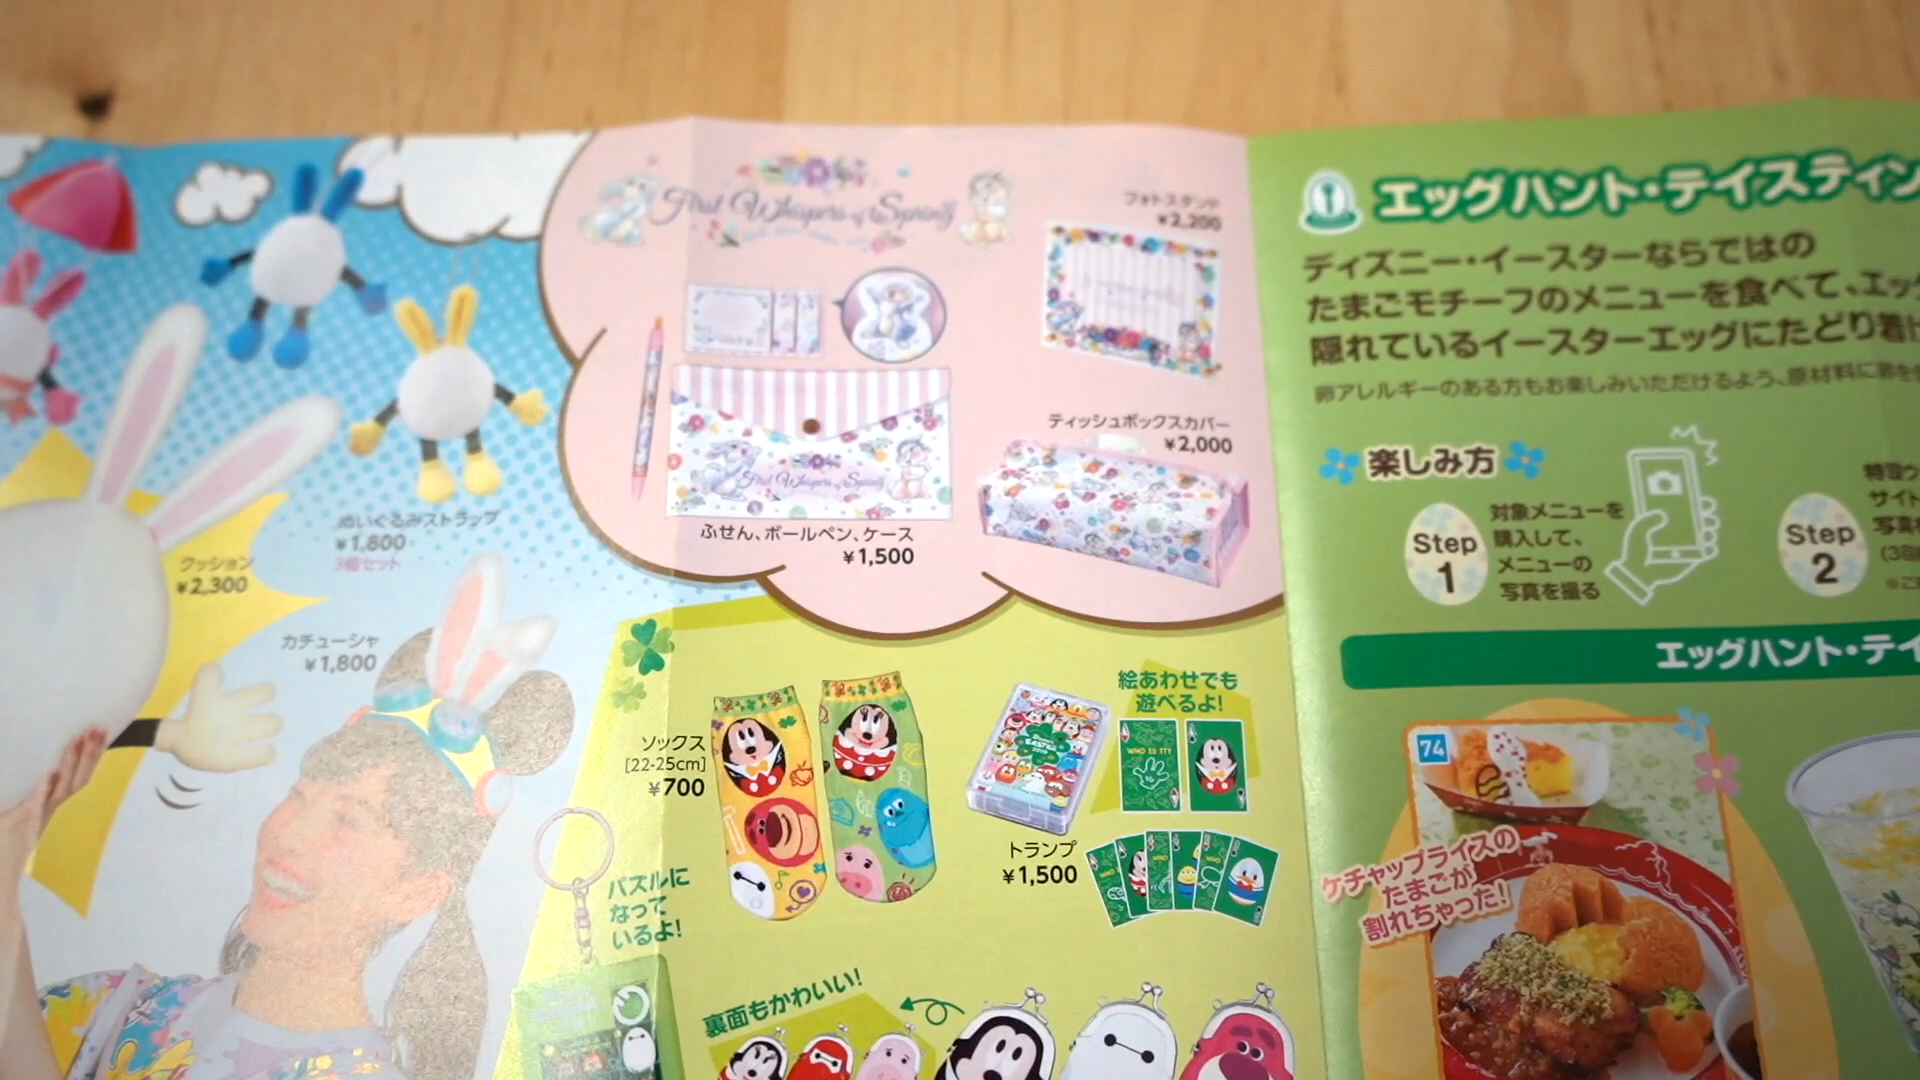 クッション
¥2,300
ぬいぐるみストラップ
¥1,800
3個セット
カチューシャ
¥1,800
First Whispers of Spring
フォトスタンド
¥2,200
First Whispers of Spring
ふせん、ボールペン、ケース
¥1,500
ティッシュボックスカバー
¥2,000
ソックス
[22-25cm]
¥700
絵あわせでも
遊べるよ!
EASTER
WHO IS IT?
トランプ
¥1,500
パズルに
なって
いるよ!
裏面もかわいい!
エッグハント・テイスティン
ディズニー・イースターならではの
たまごモチーフのメニューを食べて、エッ
隠れているイースターエッグにたどり着
卵アレルギーのある方もお楽しみいただけるよう、原材料に
楽しみ方
Step
1
対象メニューを
購入して、
メニューの
写真を撮る
Step
2
サイト
写真
エッグハント・テイ
74
ケチャップライスの
たまごが
割れちゃった!